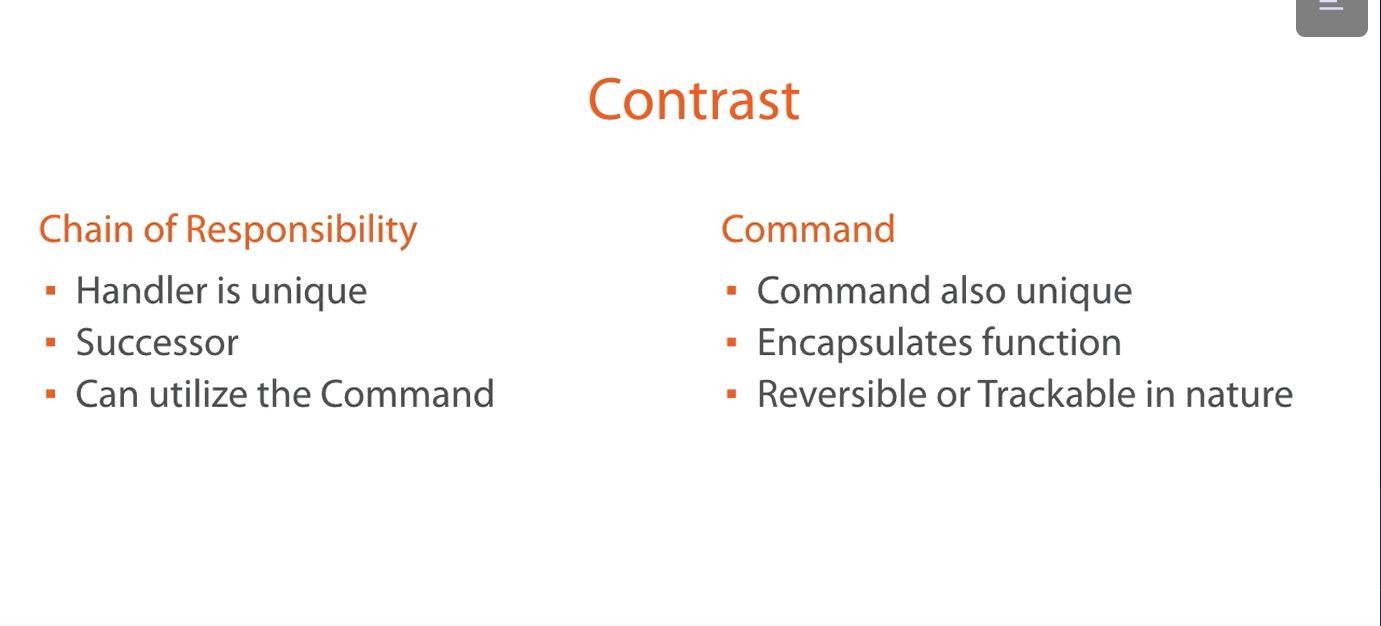 Contrast
Chain of Responsibility
▪ Handler is unique
▪ Successor
▪ Can utilize the Command
Command
▪ Command also unique
▪ Encapsulates function
▪ Reversible or Trackable in nature